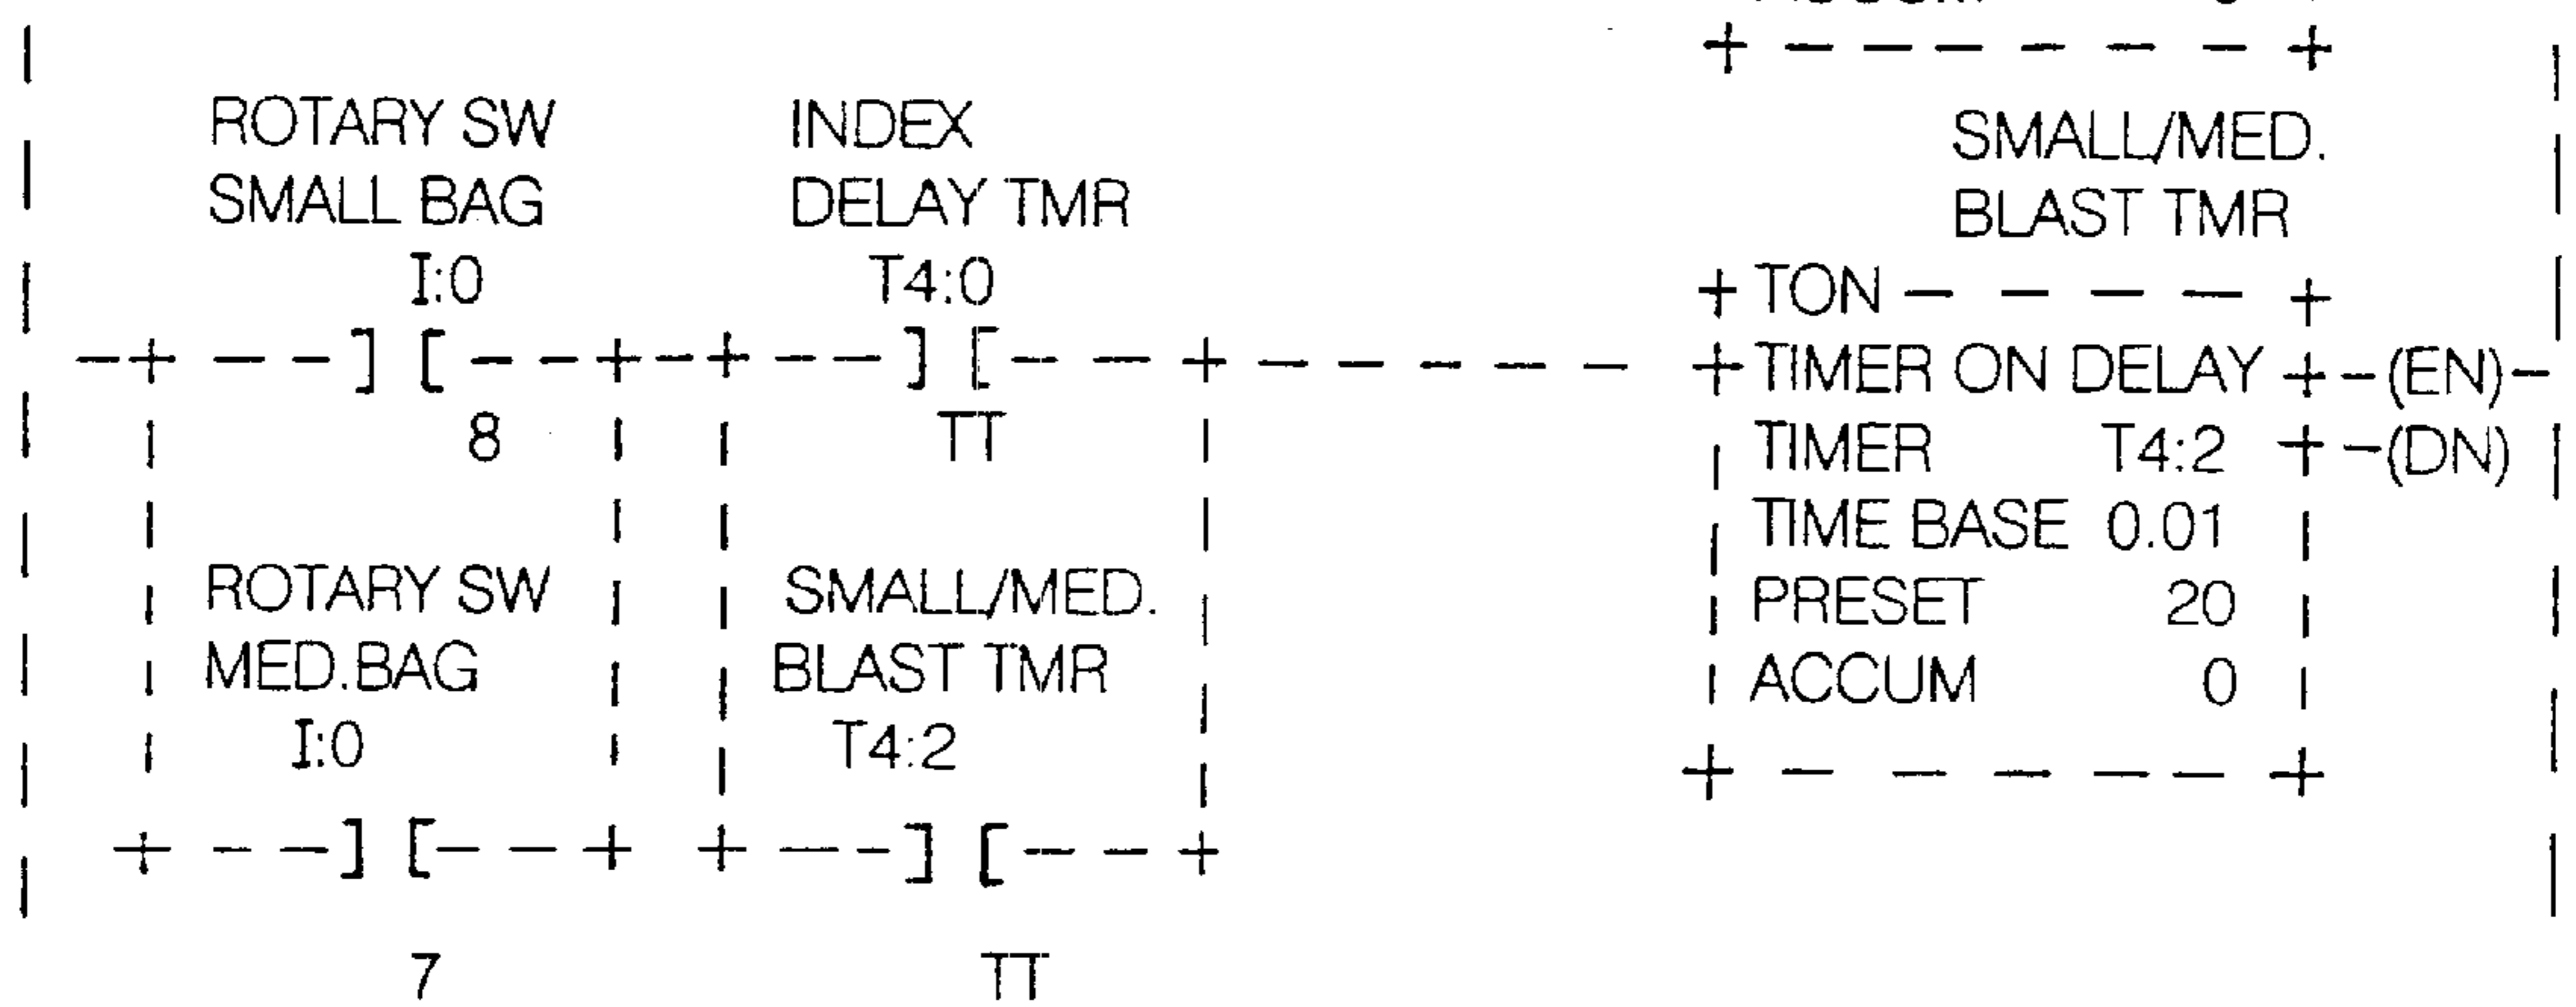 ROTARY SW
SMALL BAG
I:0
] [
8
INDEX
DELAY TMR
T4:0
] [
TT
ROTARY SW
MED.BAG
I:0
] [
7
SMALL/MED.
BLAST TMR
T4:2
] [
TT
SMALL/MED.
BLAST TMR
TON
TIMER ON DELAY (EN)
TIMER T4:2 (DN)
TIME BASE 0.01
PRESET 20
ACCUM 0